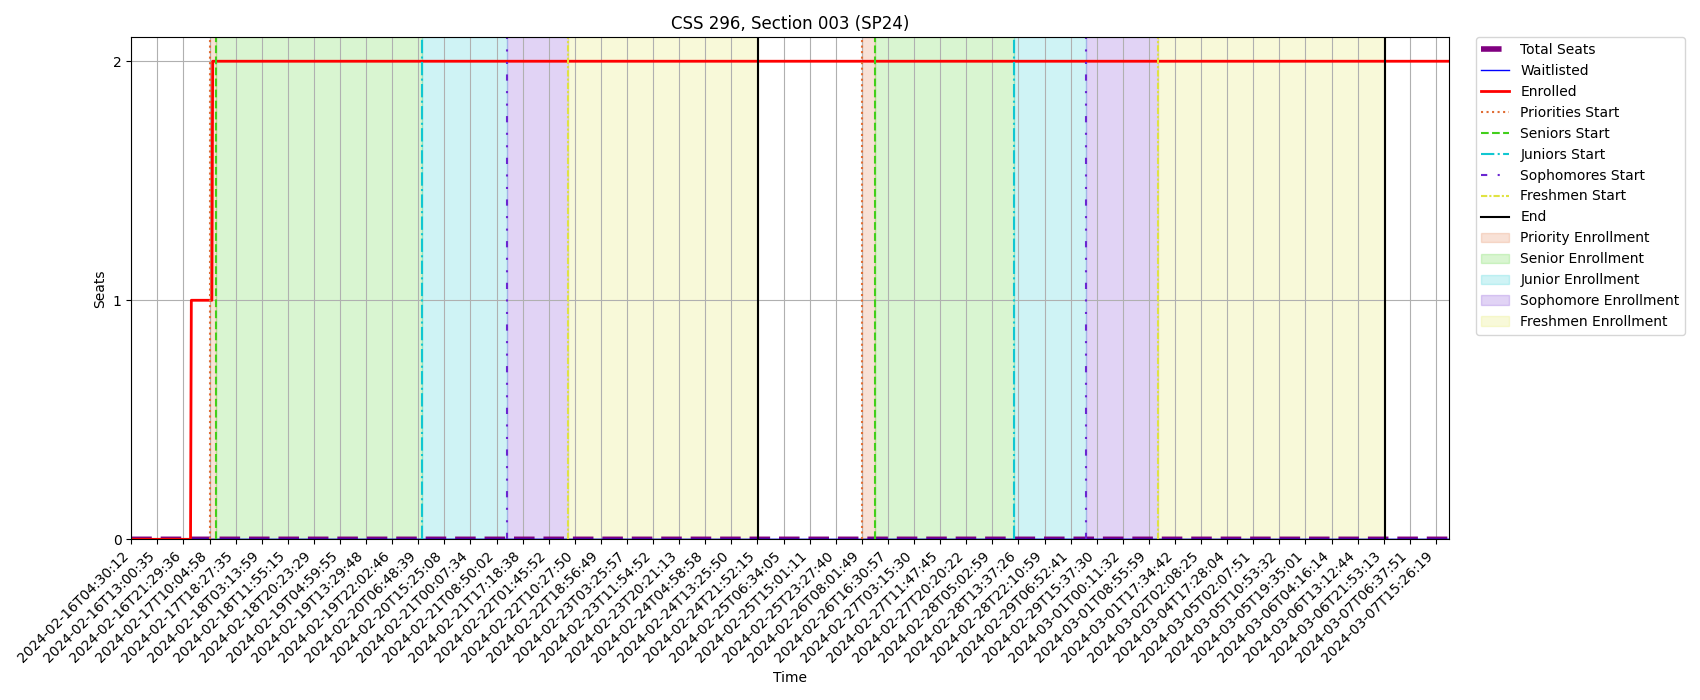 CSS 296, Section 003 (SP24)
Seats
2
1
0
2024-02-16T04:30:12
2024-02-16T13:00:35
2024-02-16T21:29:36
2024-02-17T10:04:58
2024-02-17T18:27:35
2024-02-18T03:13:59
2024-02-18T11:55:15
2024-02-18T20:23:29
2024-02-19T04:59:55
2024-02-19T13:29:48
2024-02-19T22:02:46
2024-02-20T06:48:39
2024-02-20T15:25:08
2024-02-21T00:07:34
2024-02-21T08:50:02
2024-02-21T17:18:38
2024-02-22T01:45:52
2024-02-22T10:27:50
2024-02-22T18:56:49
2024-02-23T03:25:57
2024-02-23T11:54:52
2024-02-23T20:21:13
2024-02-24T04:58:58
2024-02-24T13:25:50
2024-02-24T21:52:15
2024-02-25T06:34:05
2024-02-25T15:01:11
2024-02-25T23:27:40
2024-02-26T08:01:49
2024-02-26T16:30:57
2024-02-27T03:15:30
2024-02-27T11:47:45
2024-02-27T20:20:22
2024-02-28T05:02:59
2024-02-28T13:37:26
2024-02-28T22:10:59
2024-02-29T06:52:41
2024-02-29T15:37:30
2024-03-01T00:11:32
2024-03-01T08:55:59
2024-03-01T17:34:42
2024-03-02T02:08:25
2024-03-04T17:28:04
2024-03-05T02:07:51
2024-03-05T10:53:32
2024-03-05T19:35:01
2024-03-06T04:16:14
2024-03-06T13:12:44
2024-03-06T21:53:13
2024-03-07T06:37:51
2024-03-07T15:26:19
Time
Total Seats
Waitlisted
Enrolled
Priorities Start
Seniors Start
Juniors Start
Sophomores Start
Freshmen Start
End
Priority Enrollment
Senior Enrollment
Junior Enrollment
Sophomore Enrollment
Freshmen Enrollment